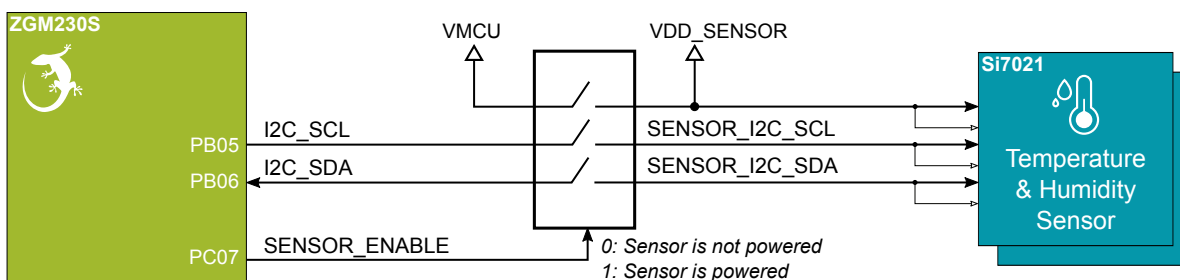 ZGM230S
VMCU
VDD_SENSOR
Si7021
PB05
I2C_SCL
SENSOR_I2C_SCL
PB06
I2C_SDA
SENSOR_I2C_SDA
Temperature
& Humidity
Sensor
PC07
SENSOR_ENABLE
0: Sensor is not powered
1: Sensor is powered